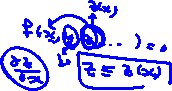 z(x)
f(x, y, z ...) = 0
∂z/∂x
z = z(x)